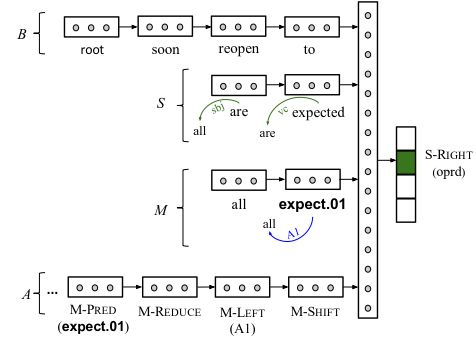 B
root soon reopen to
S
sbj are vc expected
all are
S-RIGHT
(oprd)
M
all expect.01
all A1
A ...
M-PRED M-REDUCE M-LEFT M-SHIFT
(expect.01) (A1)